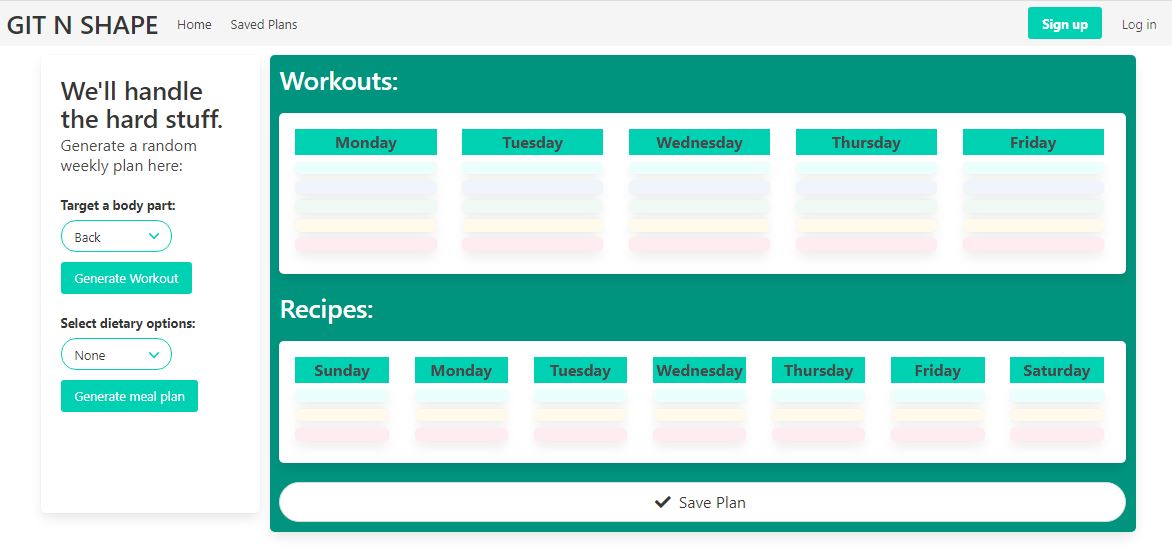 GIT N SHAPE Home Saved Plans Sign up Log in
We'll handle
the hard stuff.
Generate a random
weekly plan here:
Target a body part:
Back
Generate Workout
Select dietary options:
None
Generate meal plan
Workouts:
Monday Tuesday Wednesday Thursday Friday
Recipes:
Sunday Monday Tuesday Wednesday Thursday Friday Saturday
Save Plan